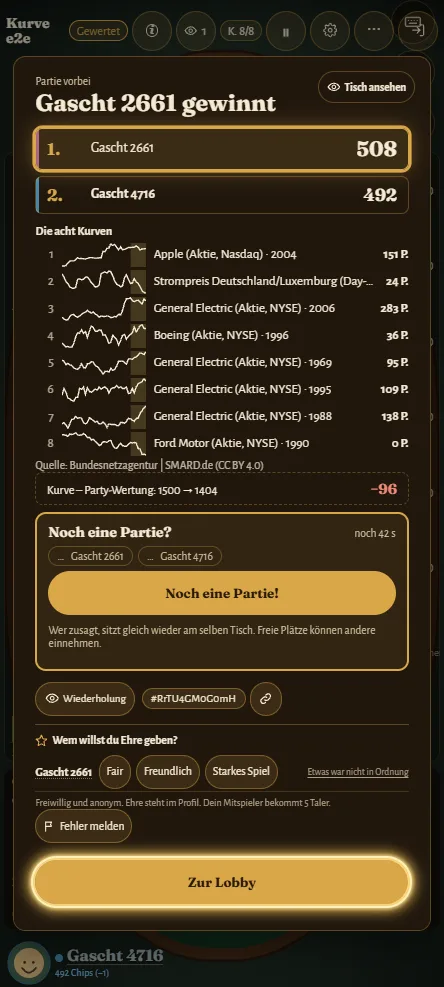 Kurve
e2e
Gewertet
1
K. 8/8
Partie vorbei
Gascht 2661 gewinnt
Tisch ansehen
1. Gascht 2661 508
2. Gascht 4716 492
Die acht Kurven
1 Apple (Aktie, Nasdaq) · 2004 151 P.
2 Strompreis Deutschland/Luxemburg (Day-… 24 P.
3 General Electric (Aktie, NYSE) · 2006 283 P.
4 Boeing (Aktie, NYSE) · 1996 36 P.
5 General Electric (Aktie, NYSE) · 1969 95 P.
6 General Electric (Aktie, NYSE) · 1995 109 P.
7 General Electric (Aktie, NYSE) · 1988 138 P.
8 Ford Motor (Aktie, NYSE) · 1990 0 P.
Quelle: Bundesnetzagentur | SMARD.de (CC BY 4.0)
Kurve – Party-Wertung: 1500 → 1404 −96
Noch eine Partie? noch 42 s
… Gascht 2661 … Gascht 4716
Noch eine Partie!
Wer zusagt, sitzt gleich wieder am selben Tisch. Freie Plätze können andere
einnehmen.
Wiederholung #RrTU4GM0G0mH
Wem willst du Ehre geben?
Gascht 2661 Fair Freundlich Starkes Spiel Etwas war nicht in Ordnung
Freiwillig und anonym. Ehre steht im Profil. Dein Mitspieler bekommt 5 Taler.
Fehler melden
Zur Lobby
Gascht 4716
492 Chips (−1)